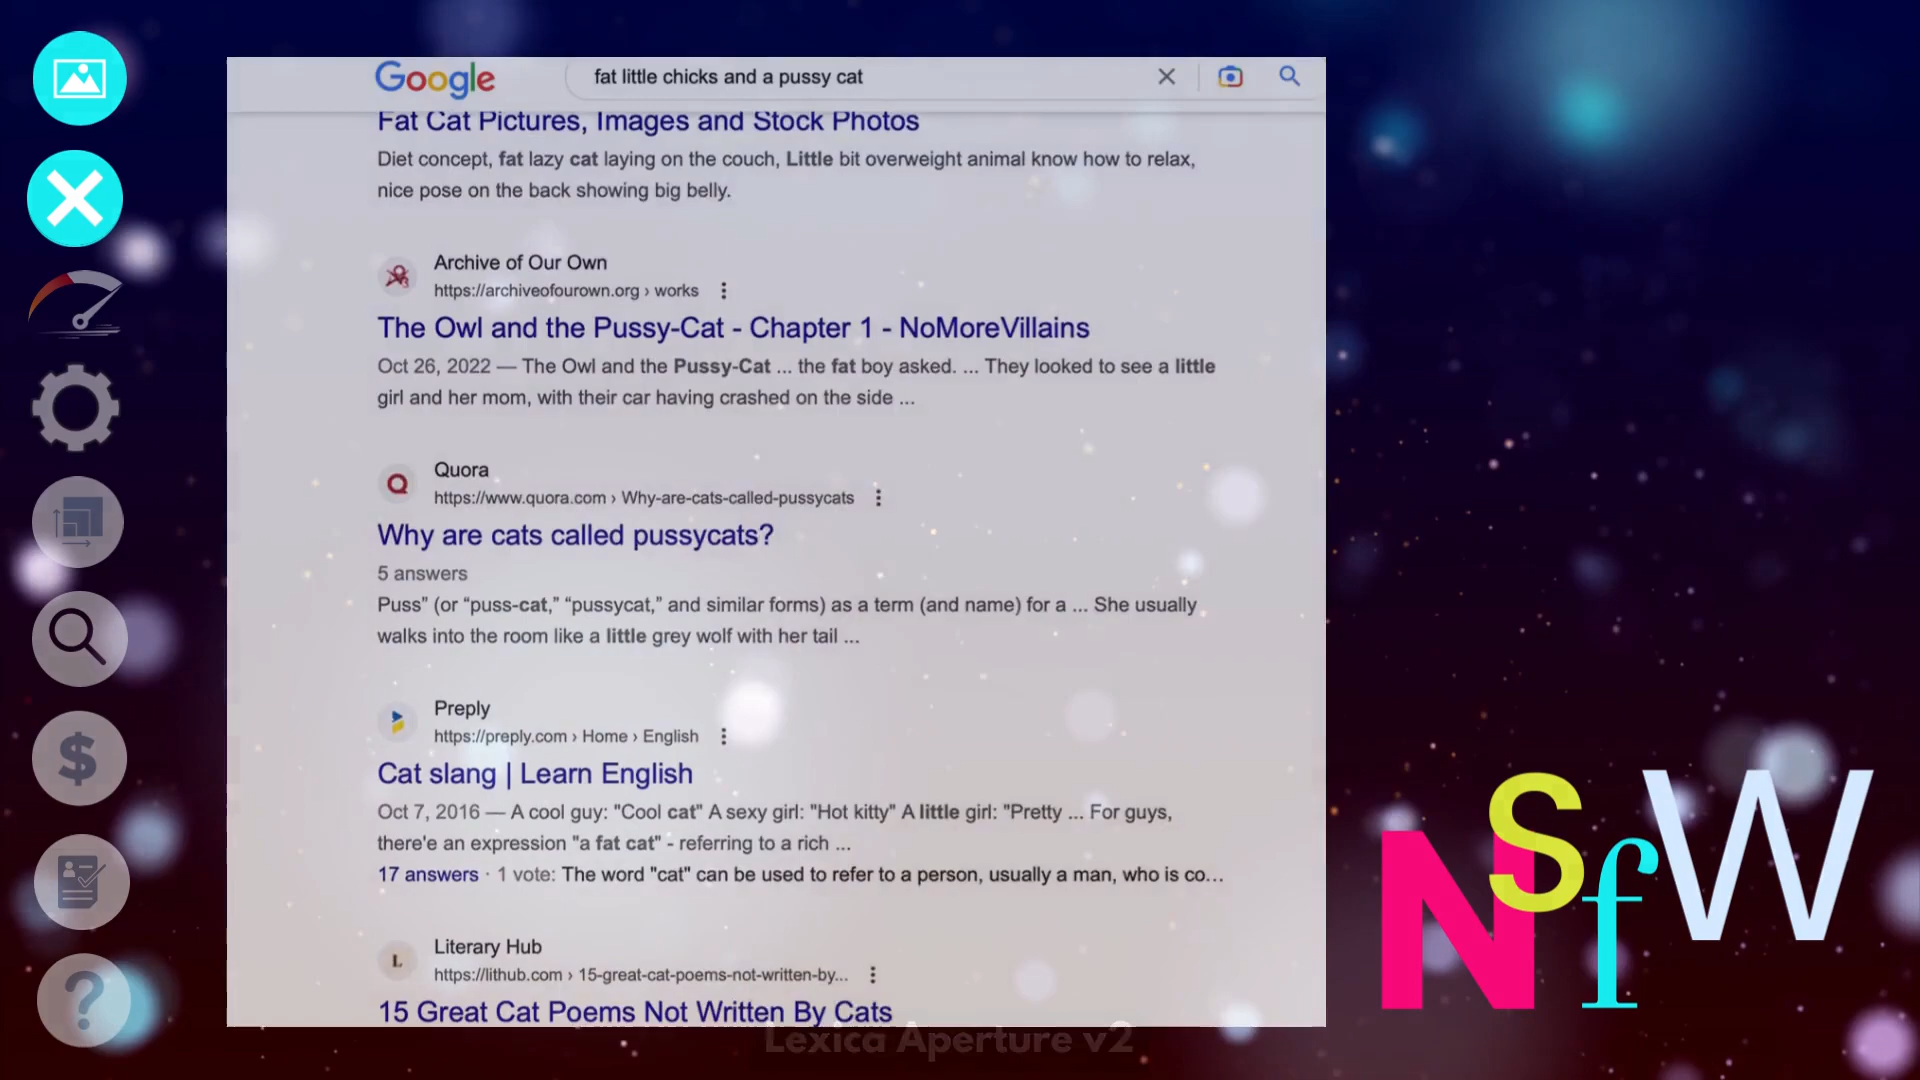 Google
fat little chicks and a pussy cat
Fat Cat Pictures, Images and Stock Photos
Diet concept, fat lazy cat laying on the couch, Little bit overweight animal know how to relax,
nice pose on the back showing big belly.
Archive of Our Own
https://archiveofourown.org › works
The Owl and the Pussy-Cat - Chapter 1 - NoMoreVillains
Oct 26, 2022 — The Owl and the Pussy-Cat ... the fat boy asked. ... They looked to see a little
girl and her mom, with their car having crashed on the side ...
Quora
https://www.quora.com › Why-are-cats-called-pussycats
Why are cats called pussycats?
5 answers
Puss” (or “puss-cat,” “pussycat,” and similar forms) as a term (and name) for a ... She usually
walks into the room like a little grey wolf with her tail ...
Preply
https://preply.com › Home › English
Cat slang | Learn English
Oct 7, 2016 — A cool guy: "Cool cat" A sexy girl: "Hot kitty" A little girl: "Pretty ... For guys,
there'e an expression "a fat cat" - referring to a rich ...
17 answers · 1 vote: The word "cat" can be used to refer to a person, usually a man, who is co...
L
Literary Hub
https://lithub.com › 15-great-cat-poems-not-written-by...
15 Great Cat Poems Not Written By Cats
Lexica Aperture v2
NSfW
$
?